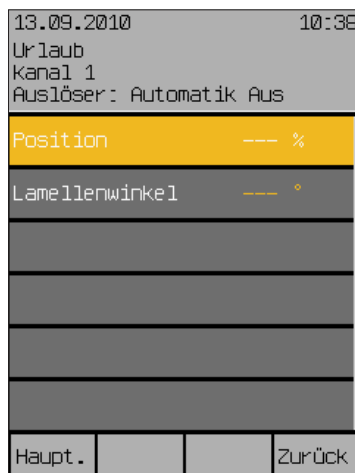 13.09.2010 10:38
Urlaub
Kanal 1
Auslöser: Automatik Aus
Position --- %
Lamellenwinkel --- °
Haupt. Zurück